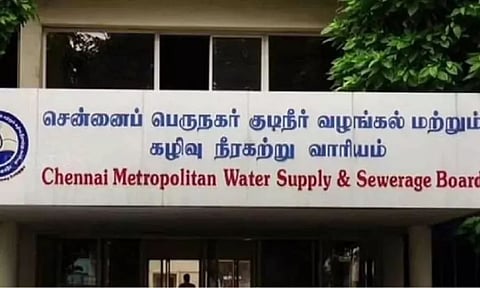 சென்னைப் பெருநகர் குடிநீர் வழங்கல் மற்றும்
கழிவு நீரகற்று வாரியம்
Chennai Metropolitan Water Supply & Sewerage Board